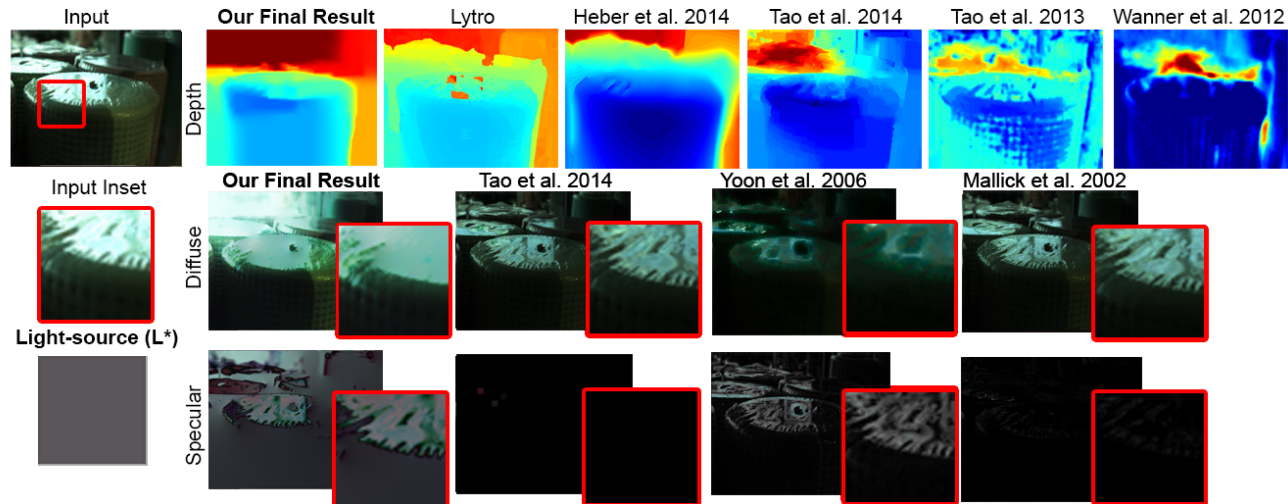 Input
Our Final Result
Lytro
Heber et al. 2014
Tao et al. 2014
Tao et al. 2013
Wanner et al. 2012
Depth
Input Inset
Our Final Result
Tao et al. 2014
Yoon et al. 2006
Mallick et al. 2002
Diffuse
Light-source (L*)
Specular